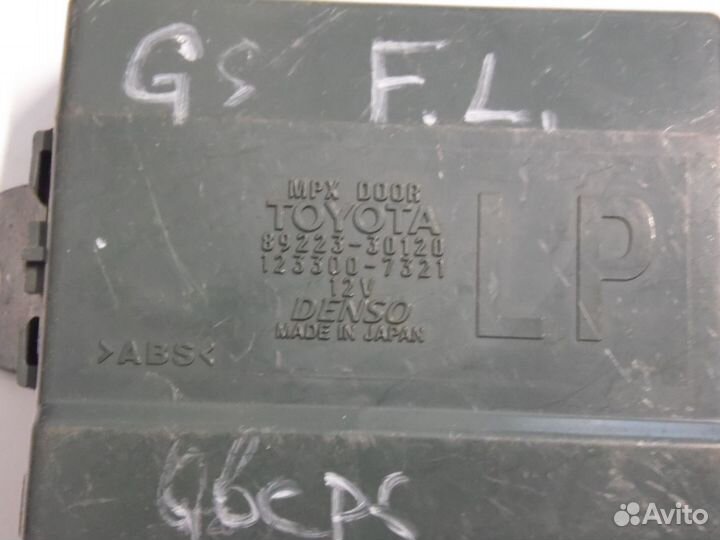 GS F.L.
MPX DOOR
TOYOTA
89223-30120
123300-7321
12V
DENSO
MADE IN JAPAN
LP
>ABS<
Avito